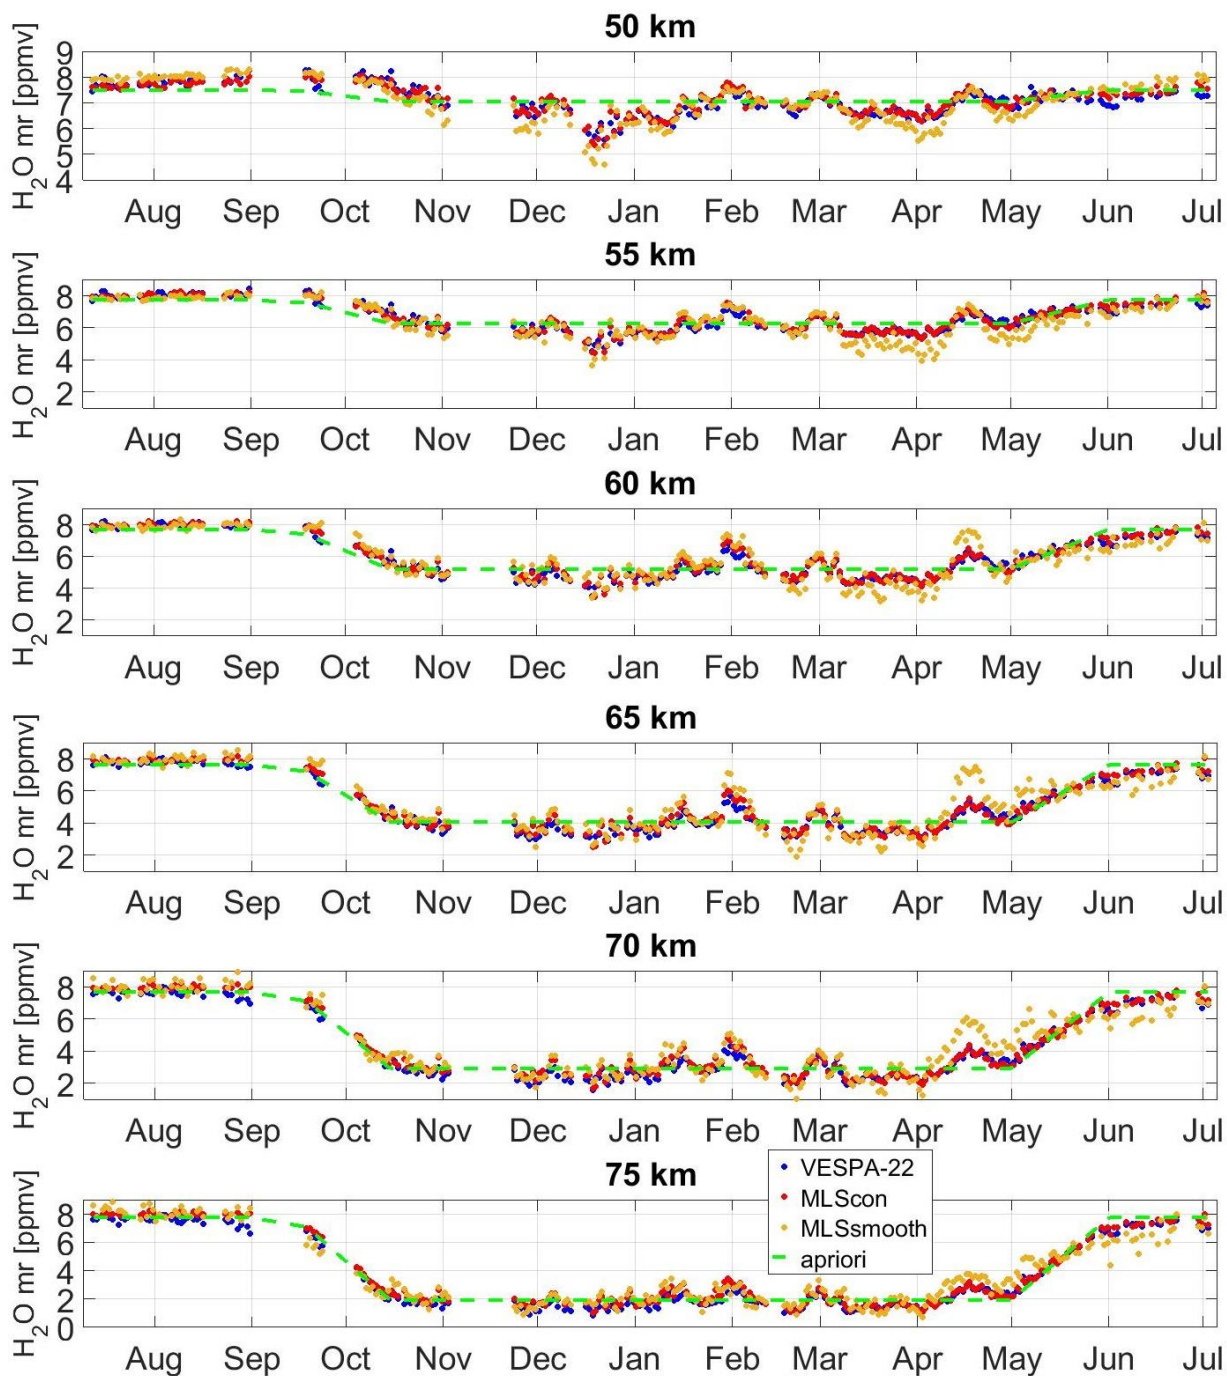 50 km
H₂O mr [ppmv]
9
8
7
6
5
4
Aug Sep Oct Nov Dec Jan Feb Mar Apr May Jun Jul
55 km
H₂O mr [ppmv]
8
6
4
2
Aug Sep Oct Nov Dec Jan Feb Mar Apr May Jun Jul
60 km
H₂O mr [ppmv]
8
6
4
2
Aug Sep Oct Nov Dec Jan Feb Mar Apr May Jun Jul
65 km
H₂O mr [ppmv]
8
6
4
2
Aug Sep Oct Nov Dec Jan Feb Mar Apr May Jun Jul
70 km
H₂O mr [ppmv]
8
6
4
2
Aug Sep Oct Nov Dec Jan Feb Mar Apr May Jun Jul
75 km
H₂O mr [ppmv]
8
6
4
2
0
VESPA-22
MLScon
MLSsmooth
apriori
Aug Sep Oct Nov Dec Jan Feb Mar Apr May Jun Jul